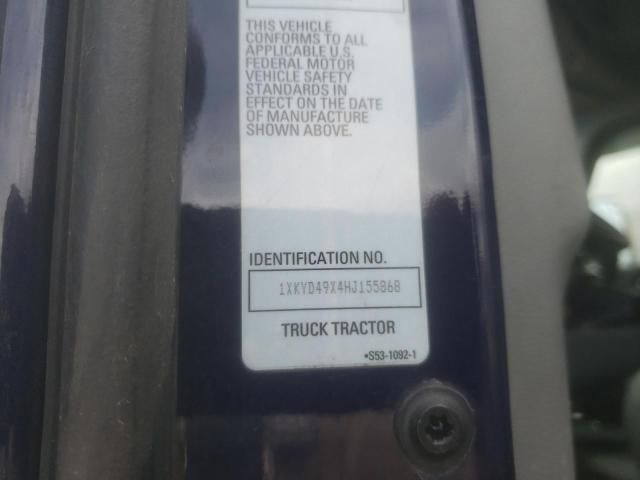 THIS VEHICLE
CONFORMS TO ALL
APPLICABLE U.S.
FEDERAL MOTOR
VEHICLE SAFETY
STANDARDS IN
EFFECT ON THE DATE
OF MANUFACTURE
SHOWN ABOVE.
IDENTIFICATION NO.
1XKYD49X4HJ155868
TRUCK TRACTOR
•S53-1092-1